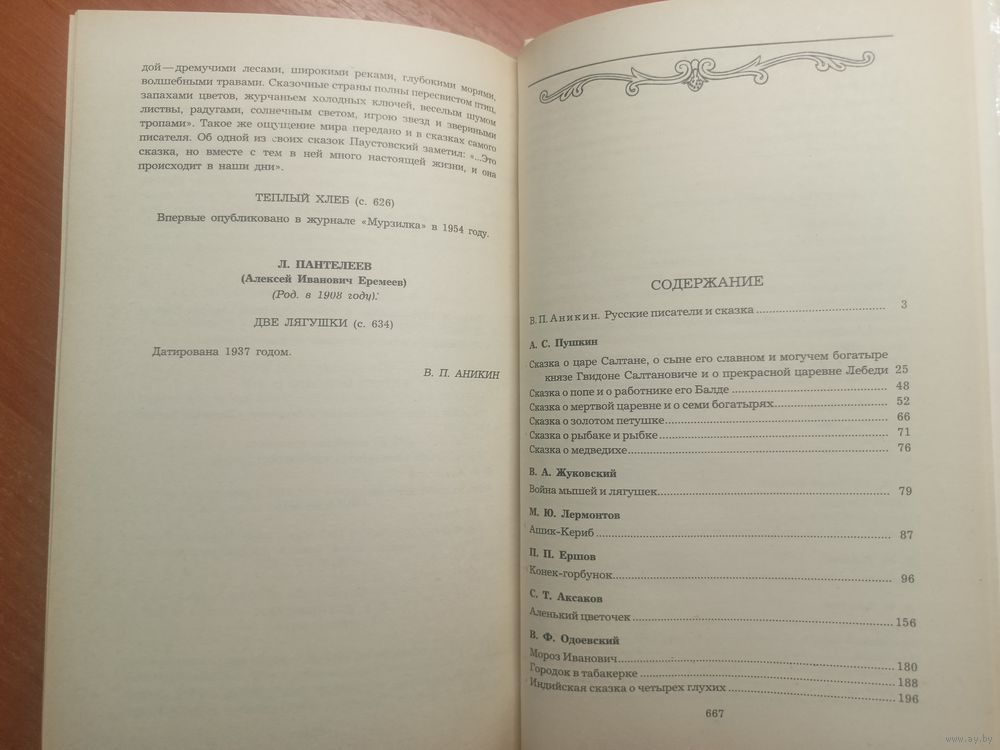 дой—дремучими лесами, широкими реками, глубокими морями,
волшебными травами. Сказочные страны полны пересвистом птиц,
запахами цветов, журчаньем холодных ключей, веселым шумом
листвы, радугами, солнечным светом, игрою звезд и звериными
тропами». Такое же ощущение мира передано и в сказках самого
писателя. Об одной из своих сказок Паустовский заметил: «...Это
сказка, но вместе с тем в ней много настоящей жизни, и она
происходит в наши дни».
ТЕПЛЫЙ ХЛЕБ (с. 626)
Впервые опубликовано в журнале «Мурзилка» в 1954 году.
Л. ПАНТЕЛЕЕВ
(Алексей Иванович Еремеев)
(Род. в 1908 году).
ДВЕ ЛЯГУШКИ (с. 634)
Датирована 1937 годом.
В. П. АНИКИН
СОДЕРЖАНИЕ
В. П. Аникин. Русские писатели и сказка 3
А. С. Пушкин
Сказка о царе Салтане, о сыне его славном и могучем богатыре
князе Гвидоне Салтановиче и о прекрасной царевне Лебеди 25
Сказка о попе и о работнике его Балде 48
Сказка о мертвой царевне и о семи богатырях 52
Сказка о золотом петушке 66
Сказка о рыбаке и рыбке 71
Сказка о медведихе 76
В. А. Жуковский
Война мышей и лягушек 79
М. Ю. Лермонтов
Ашик-Кериб 87
П. П. Ершов
Конек-горбунок 96
С. Т. Аксаков
Аленький цветочек 156
В. Ф. Одоевский
Мороз Иванович 180
Городок в табакерке 188
Индийская сказка о четырех глухих 196
667
www.ay.by